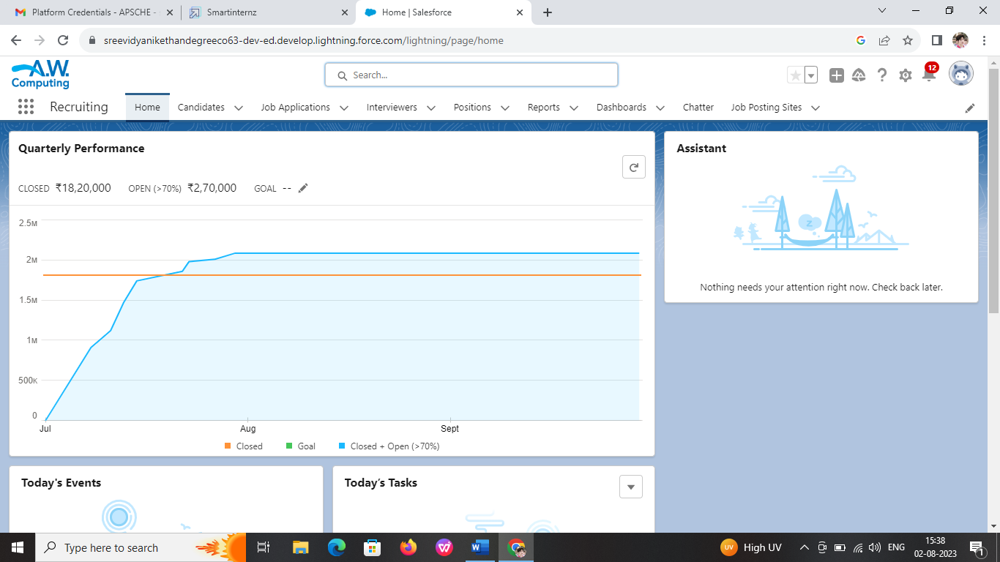 Platform Credentials - APSCHE -
Smartinternz
Home | Salesforce
sreevidyanikethandegreeco63-dev-ed.develop.lightning.force.com/lightning/page/home
A.W. Computing
Search...
12
Recruiting
Home Candidates Job Applications Interviewers Positions Reports Dashboards Chatter Job Posting Sites
Quarterly Performance
CLOSED ₹18,20,000 OPEN (>70%) ₹2,70,000 GOAL --
2.5M
2M
1.5M
1M
500K
0
Jul Aug Sept
Closed Goal Closed + Open (>70%)
Assistant
z
Nothing needs your attention right now. Check back later.
Today's Events
Today’s Tasks
Type here to search
W
UV High UV
ENG
15:38
02-08-2023
1